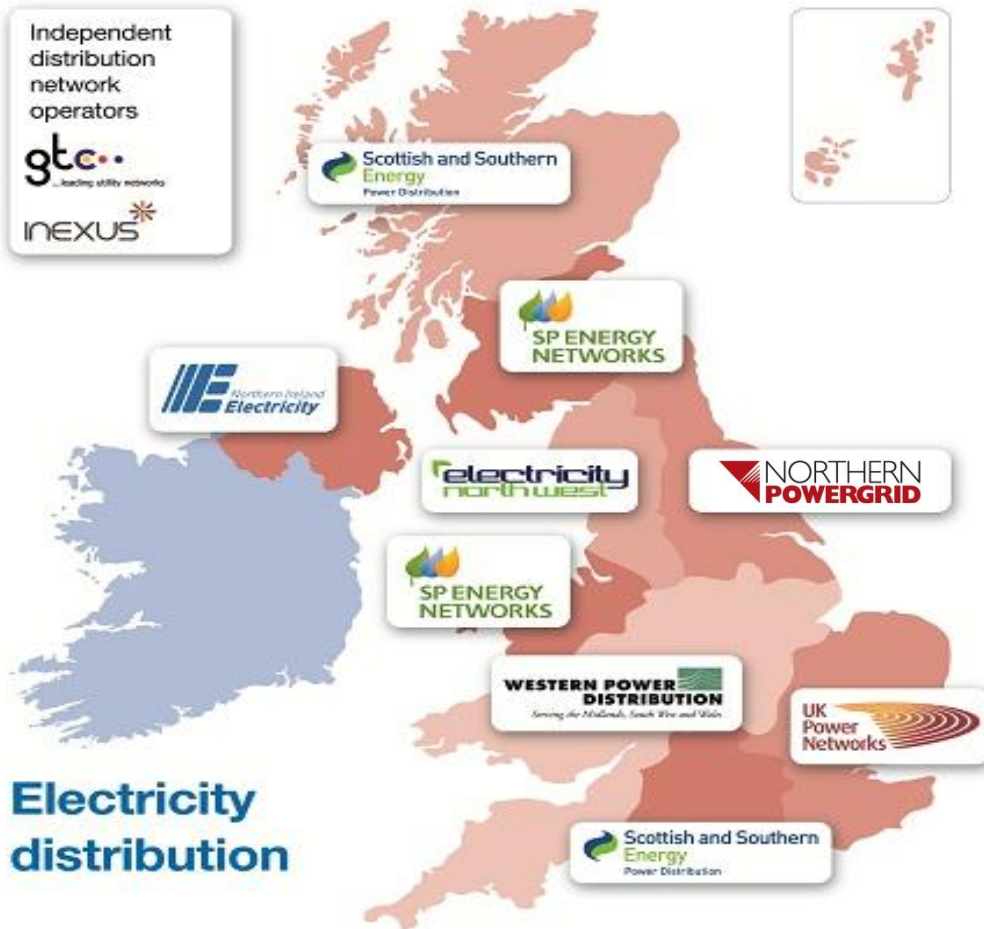 Independent
distribution
network
operators
gtc
...leading utility networks
INEXUS
Scottish and Southern
Energy
Power Distribution
SP ENERGY
NETWORKS
Northern Ireland
Electricity
electricity
northwest
NORTHERN
POWERGRID
SP ENERGY
NETWORKS
WESTERN POWER
DISTRIBUTION
Serving the Midlands, South West and Wales
UK
Power
Networks
Electricity
distribution
Scottish and Southern
Energy
Power Distribution